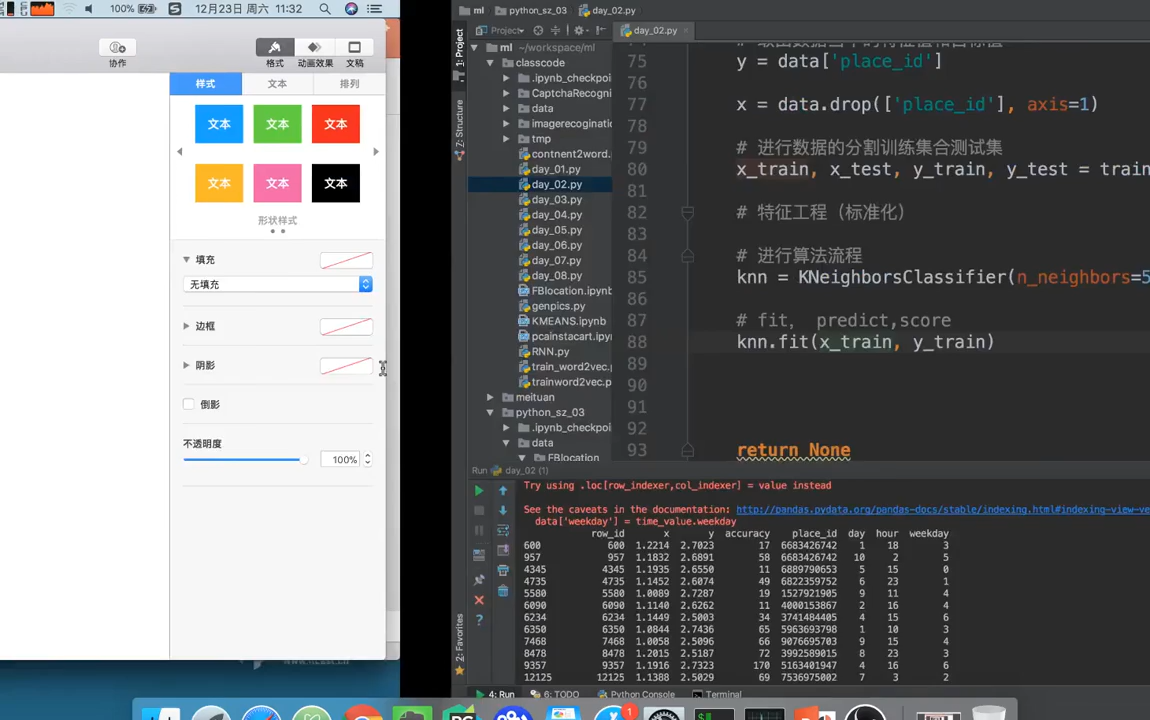 100%
12月23日 周六 11:32
协作
格式
动画效果
文稿
样式
文本
排列
文本
文本
文本
文本
文本
文本
形状样式
填充
无填充
边框
阴影
倒影
不透明度
100%
ml
python_sz_03
day_02.py
Project
day_02.py
1: Project
Z: Structure
2: Favorites
ml ~/workspace/ml
classcode
.ipynb_checkpoi
CaptchaRecogni
data
imagerecoginatio
tmp
contnent2word.
day_01.py
day_02.py
day_03.py
day_04.py
day_05.py
day_06.py
day_07.py
day_08.py
FBlocation.ipynb
genpics.py
KMEANS.ipynb
pcainstacart.ipyn
RNN.py
train_word2vec.p
trainword2vec.p
meituan
python_sz_03
.ipynb_checkpoi
data
FBlocation
75 y = data['place_id']
76
77 x = data.drop(['place_id'], axis=1)
78
79 # 进行数据的分割训练集合测试集
80 x_train, x_test, y_train, y_test = train
81
82 # 特征工程（标准化）
83
84 # 进行算法流程
85 knn = KNeighborsClassifier(n_neighbors=5
86
87 # fit， predict,score
88 knn.fit(x_train, y_train)
89
90
91
92
93 return None
Run day_02 (1)
Try using .loc[row_indexer,col_indexer] = value instead
See the caveats in the documentation: http://pandas.pydata.org/pandas-docs/stable/indexing.html#indexing-view-ve
data['weekday'] = time_value.weekday
row_id x y accuracy place_id day hour weekday
600 600 1.2214 2.7023 17 6683426742 1 18 3
957 957 1.1832 2.6891 58 6683426742 10 2 5
4345 4345 1.1935 2.6550 11 6889790653 5 15 0
4735 4735 1.1452 2.6074 49 6822359752 6 23 1
5580 5580 1.0089 2.7287 19 1527921905 9 11 4
6090 6090 1.1140 2.6262 11 4000153867 2 16 4
6234 6234 1.1449 2.5003 34 3741484405 4 15 6
6350 6350 1.0844 2.7436 65 5963693798 1 10 3
7468 7468 1.0058 2.5096 66 9076695703 9 15 4
8478 8478 1.2015 2.5187 72 3992589015 8 23 3
9357 9357 1.1916 2.7323 170 5163401947 4 16 6
12125 12125 1.1388 2.5029 69 7536975002 7 3 2
4: Run
6: TODO
Python Console
Terminal
1